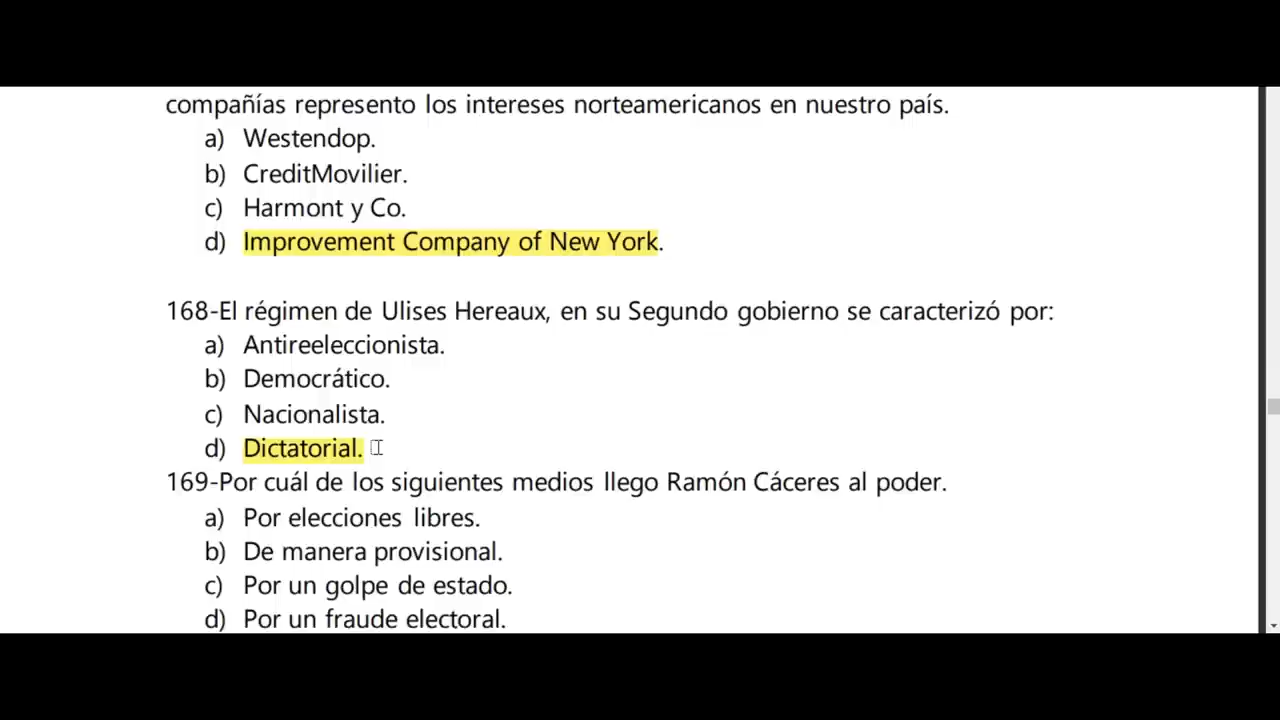 compañías represento los intereses norteamericanos en nuestro país.
a) Westendop.
b) CreditMovilier.
c) Harmont y Co.
d) Improvement Company of New York.
168-El régimen de Ulises Hereaux, en su Segundo gobierno se caracterizó por:
a) Antireeleccionista.
b) Democrático.
c) Nacionalista.
d) Dictatorial.
169-Por cuál de los siguientes medios llego Ramón Cáceres al poder.
a) Por elecciones libres.
b) De manera provisional.
c) Por un golpe de estado.
d) Por un fraude electoral.